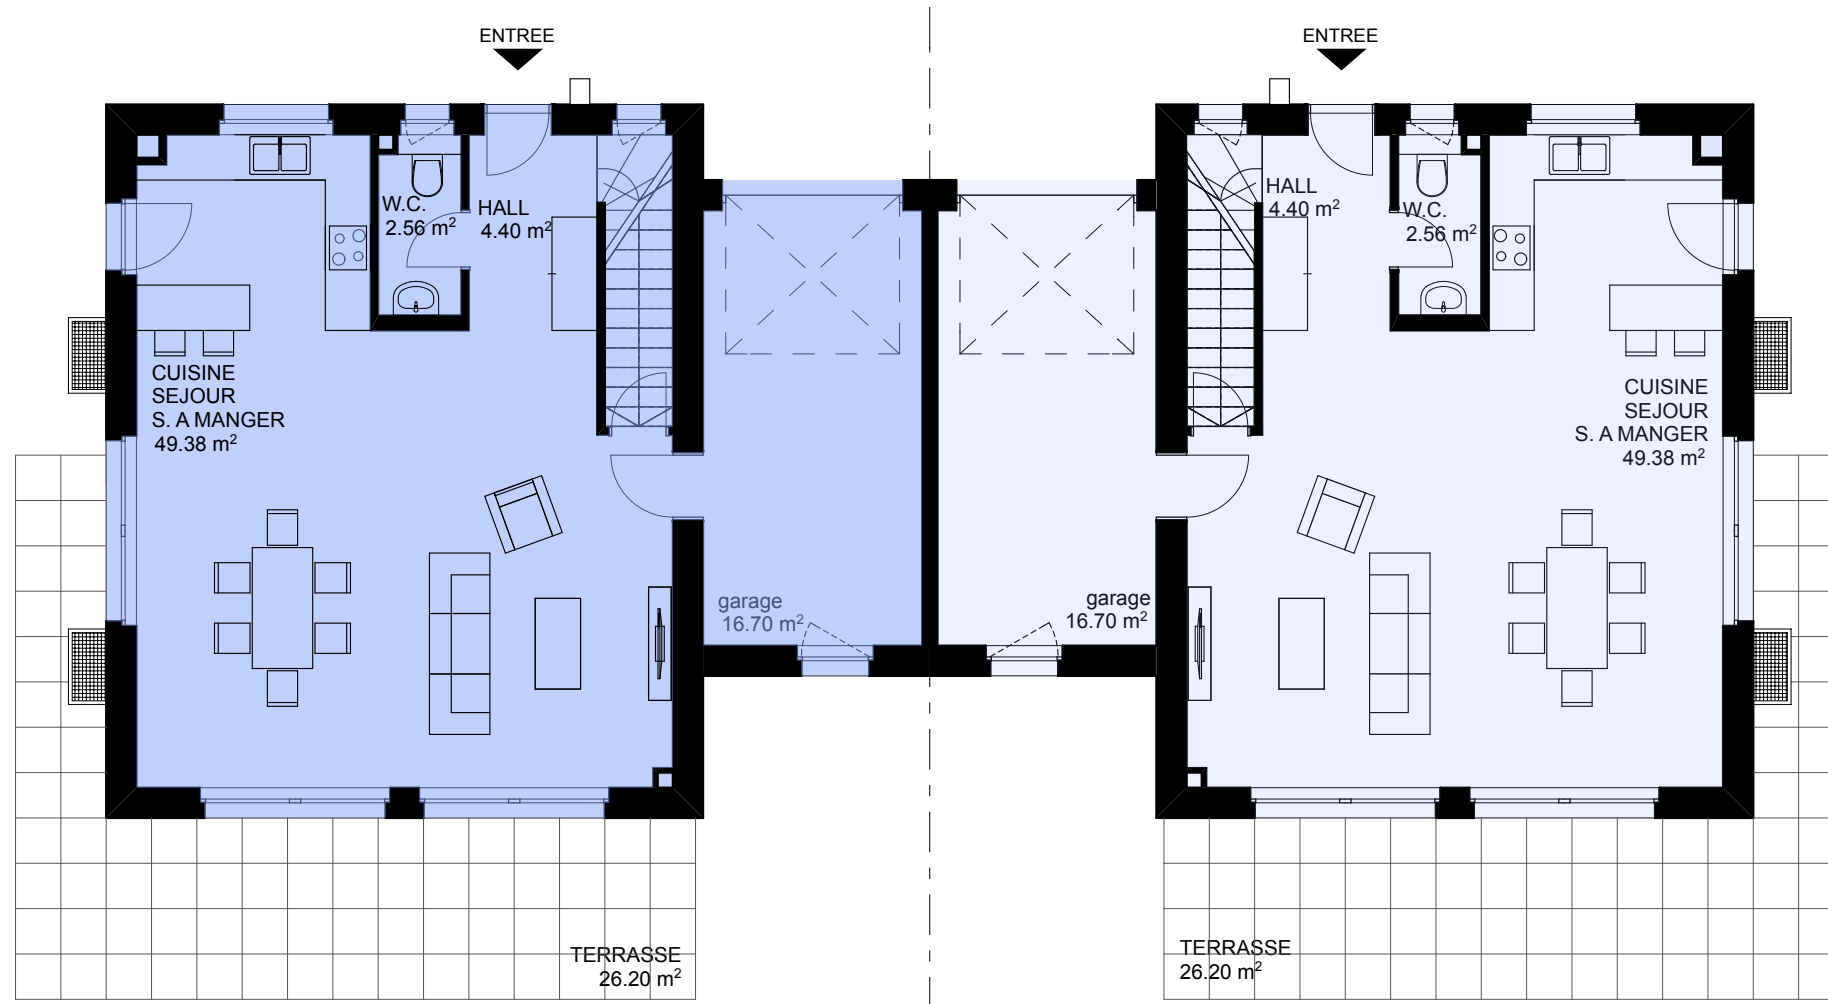 ENTREE
ENTREE
W.C.
2.56 m²
HALL
4.40 m²
HALL
4.40 m²
W.C.
2.56 m²
CUISINE
SEJOUR
S. A MANGER
49.38 m²
CUISINE
SEJOUR
S. A MANGER
49.38 m²
garage
16.70 m²
garage
16.70 m²
TERRASSE
26.20 m²
TERRASSE
26.20 m²